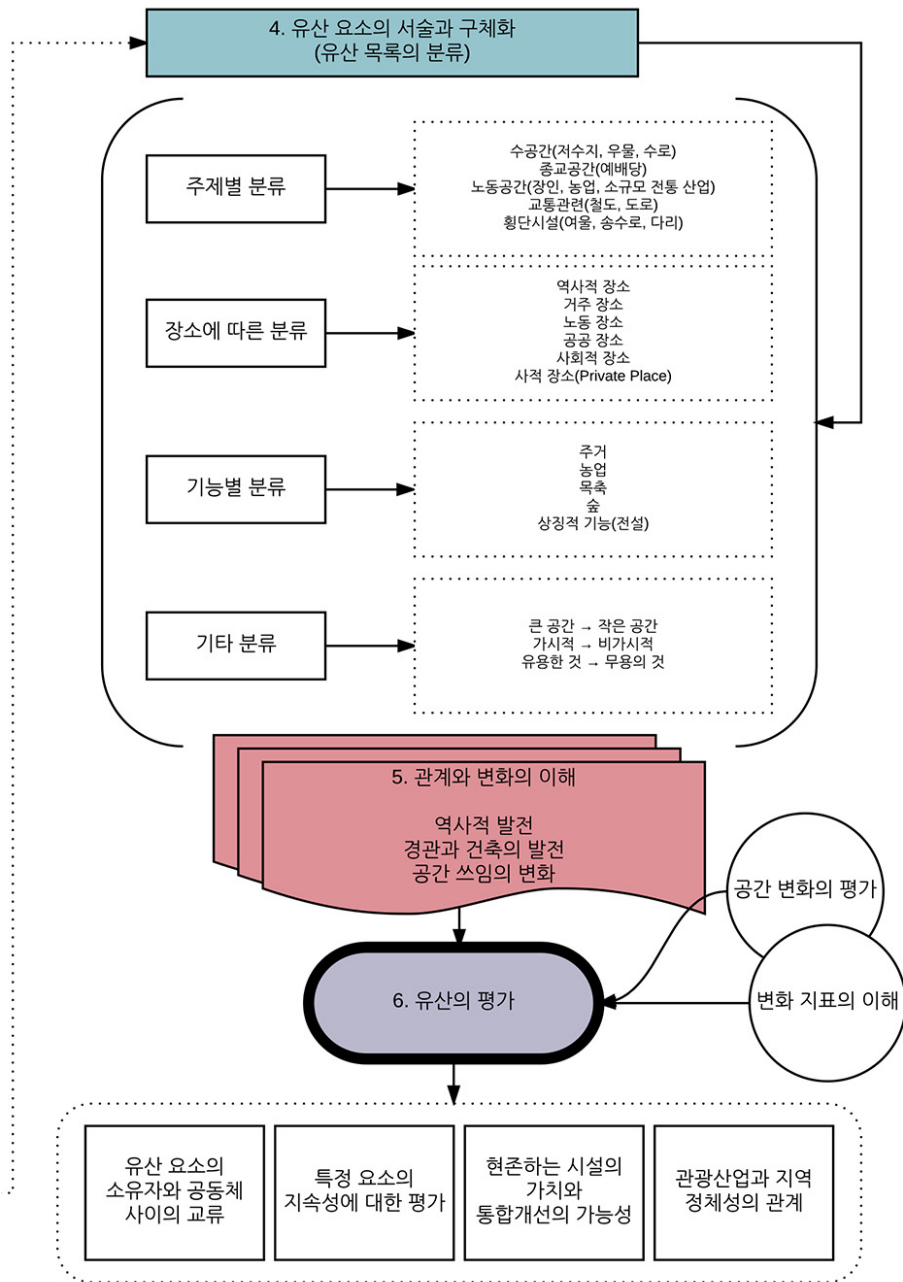 4. 유산 요소의 서술과 구체화
(유산 목록의 분류)
주제별 분류
수공간(저수지, 우물, 수로)
종교공간(예배당)
노동공간(장인, 농업, 소규모 전통 산업)
교통관련(철도, 도로)
횡단시설(여울, 송수로, 다리)
장소에 따른 분류
역사적 장소
거주 장소
노동 장소
공공 장소
사회적 장소
사적 장소(Private Place)
기능별 분류
주거
농업
목축
숲
상징적 기능(전설)
기타 분류
큰 공간 → 작은 공간
가시적 → 비가시적
유용한 것 → 무용의 것
5. 관계와 변화의 이해
역사적 발전
경관과 건축의 발전
공간 쓰임의 변화
공간 변화의 평가
변화 지표의 이해
6. 유산의 평가
유산 요소의
소유자와 공동체
사이의 교류
특정 요소의
지속성에 대한 평가
현존하는 시설의
가치와
통합개선의 가능성
관광산업과 지역
정체성의 관계